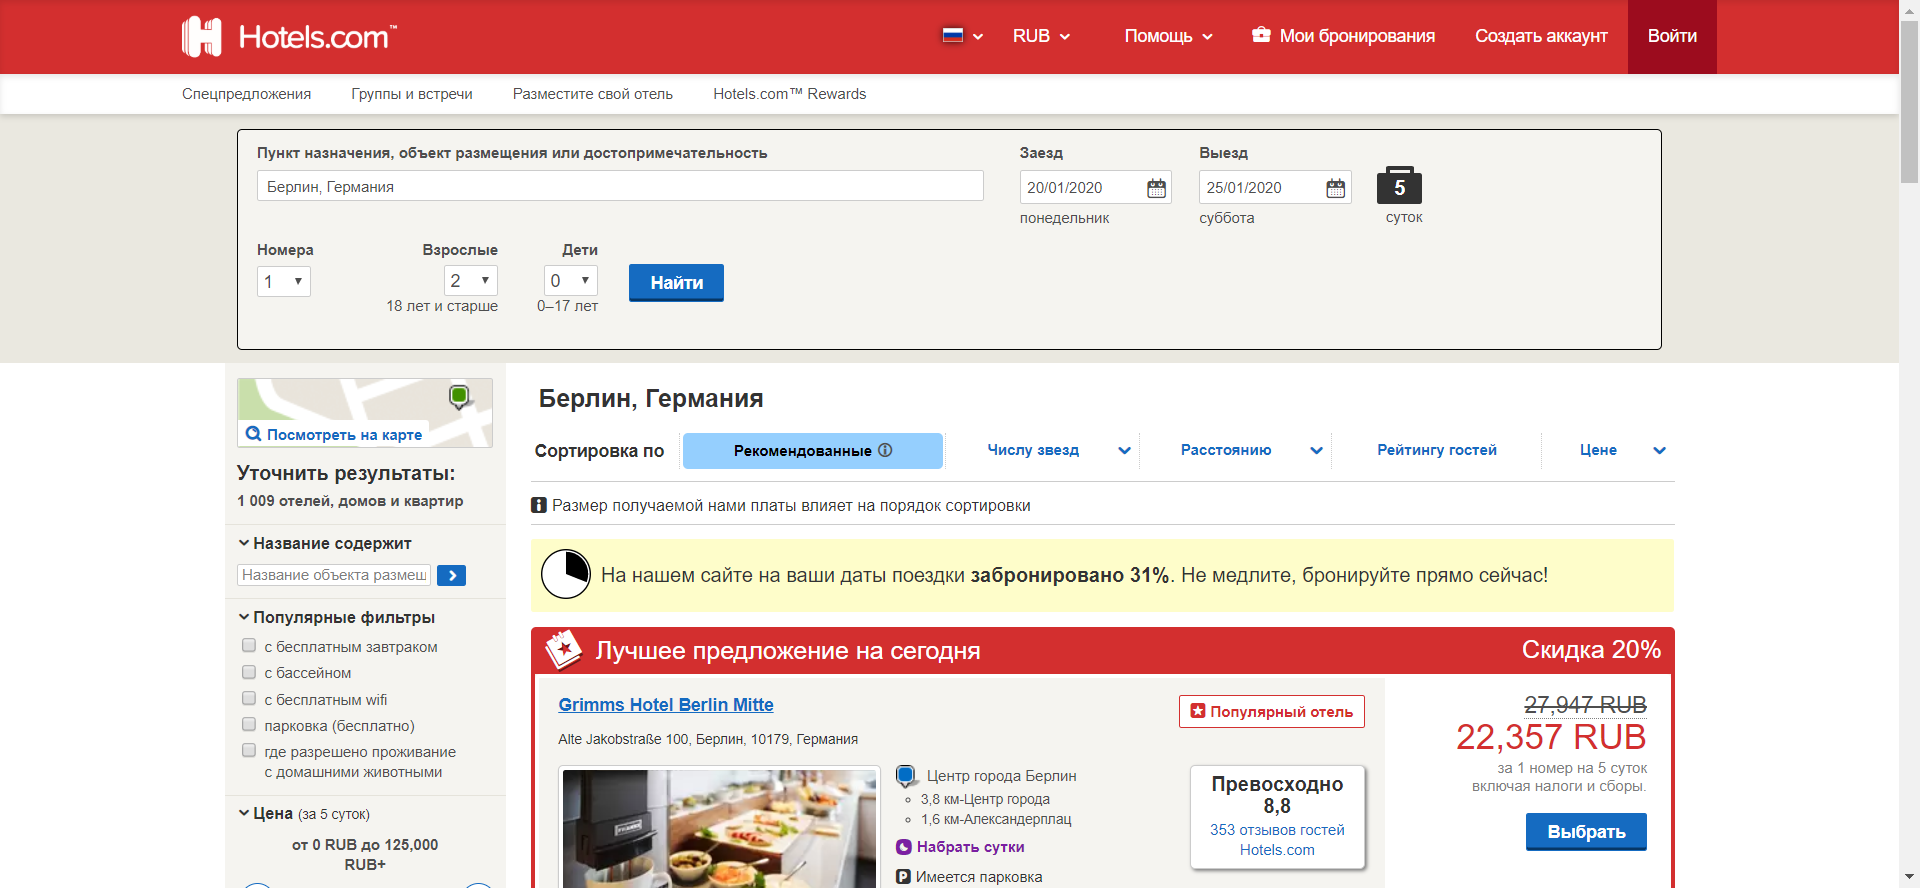 Hotels.com™
RUB
Помощь
Мои бронирования
Создать аккаунт
Войти
Спецпредложения
Группы и встречи
Разместите свой отель
Hotels.com™ Rewards
Пункт назначения, объект размещения или достопримечательность
Берлин, Германия
Заезд
20/01/2020
понедельник
Выезд
25/01/2020
суббота
5
суток
Номера
1
Взрослые
2
18 лет и старше
Дети
0
0–17 лет
Найти
Посмотреть на карте
Уточнить результаты:
1 009 отелей, домов и квартир
Название содержит
Название объекта размещ
Популярные фильтры
с бесплатным завтраком
с бассейном
с бесплатным wifi
парковка (бесплатно)
где разрешено проживание
с домашними животными
Цена (за 5 суток)
от 0 RUB до 125,000
RUB+
Берлин, Германия
Сортировка по
Рекомендованные
Числу звезд
Расстоянию
Рейтингу гостей
Цене
Размер получаемой нами платы влияет на порядок сортировки
На нашем сайте на ваши даты поездки забронировано 31%. Не медлите, бронируйте прямо сейчас!
Лучшее предложение на сегодня
Скидка 20%
Grimms Hotel Berlin Mitte
Alte Jakobstraße 100, Берлин, 10179, Германия
Популярный отель
Центр города Берлин
3,8 км-Центр города
1,6 км-Александерплац
Набрать сутки
Имеется парковка
Превосходно
8,8
353 отзывов гостей
Hotels.com
27,947 RUB
22,357 RUB
за 1 номер на 5 суток
включая налоги и сборы.
Выбрать